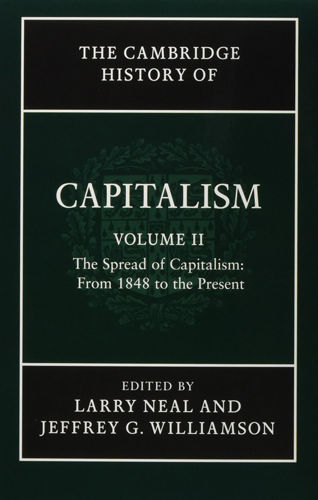 THE CAMBRIDGE
HISTORY OF
CAPITALISM
VOLUME II
The Spread of Capitalism:
From 1848 to the Present
EDITED BY
LARRY NEAL AND
JEFFREY G. WILLIAMSON